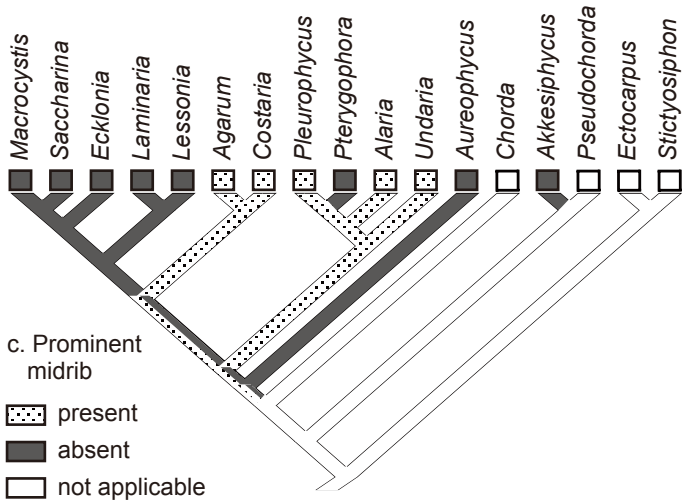 Macrocystis
Saccharina
Ecklonia
Laminaria
Lessonia
Agarum
Costaria
Pleurophycus
Pterygophora
Alaria
Undaria
Aureophycus
Chorda
Akkesiphycus
Pseudochorda
Ectocarpus
Stictyosiphon
c. Prominent
midrib
present
absent
not applicable